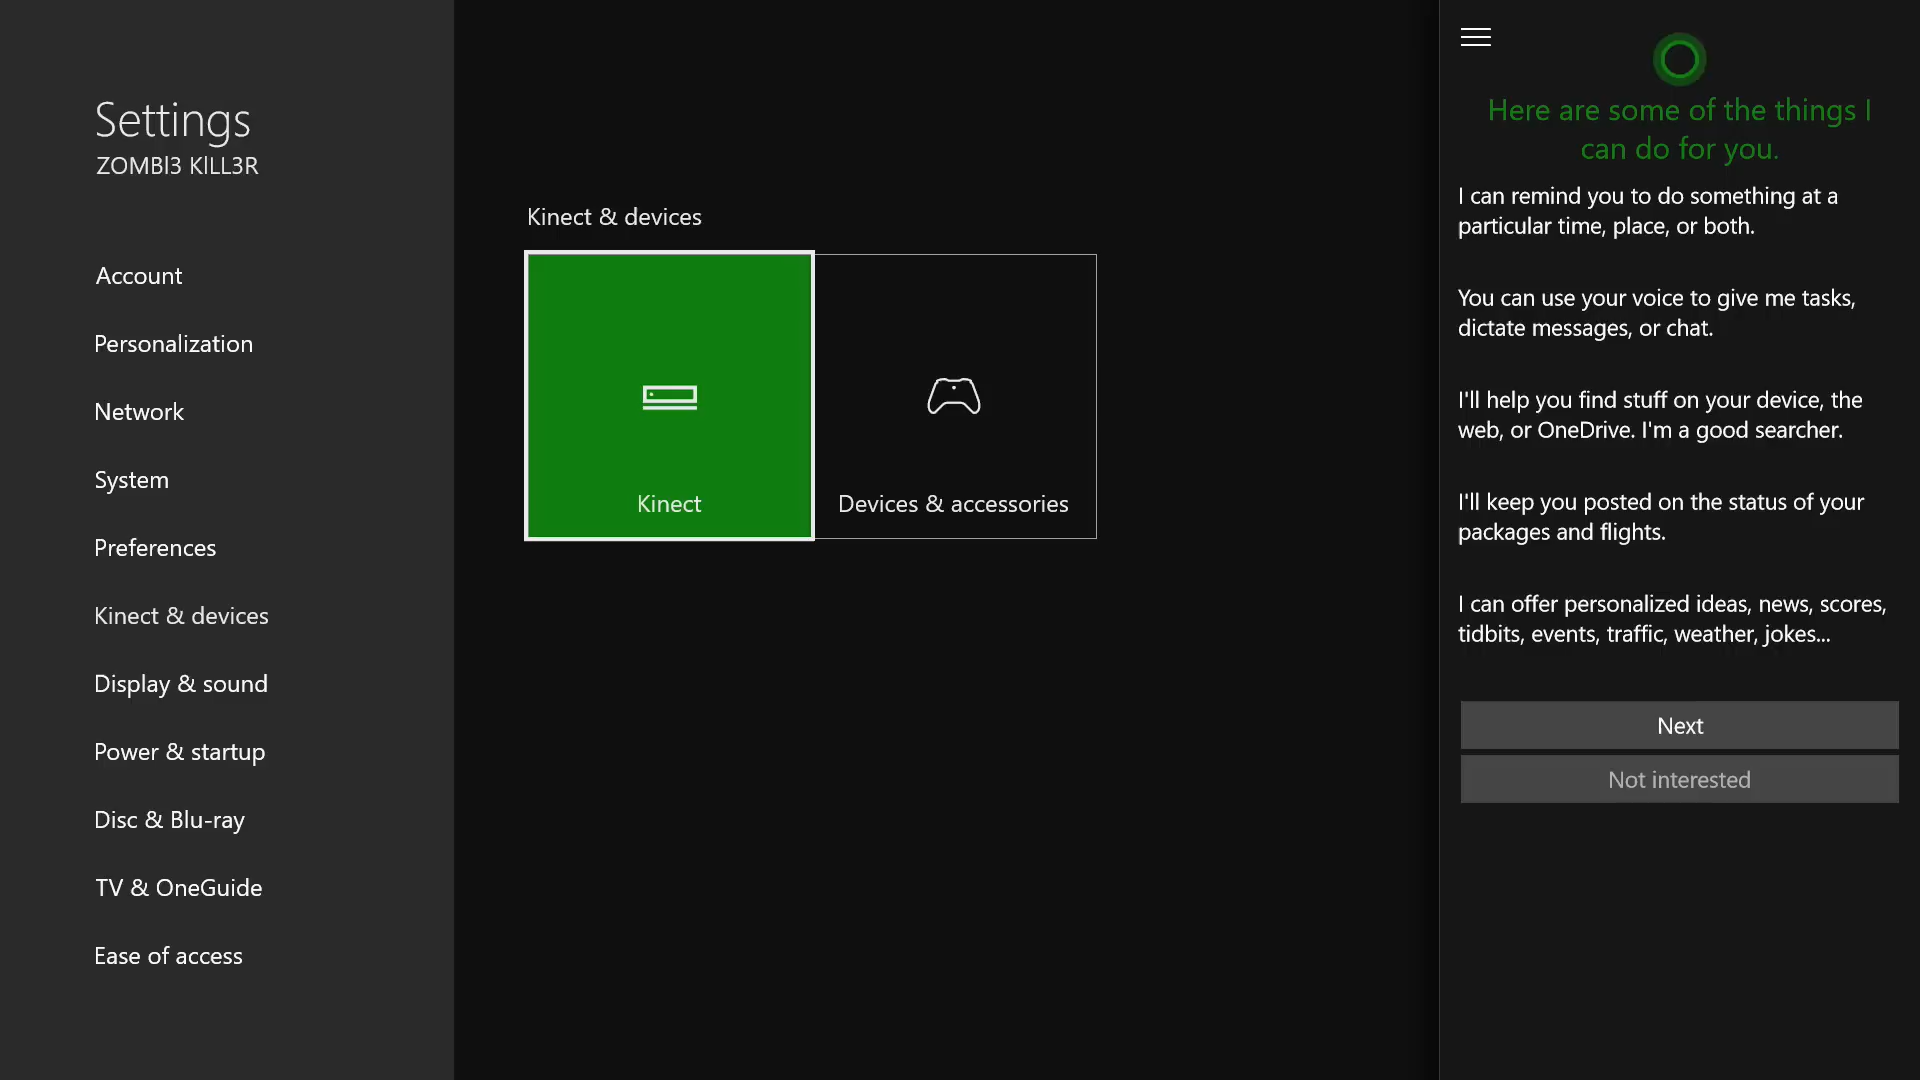 Settings
ZOMBl3 KlLL3R
Account
Personalization
Network
System
Preferences
Kinect & devices
Display & sound
Power & startup
Disc & Blu-ray
TV & OneGuide
Ease of access
Kinect & devices
Kinect
Devices & accessories
Here are some of the things I
can do for you.
I can remind you to do something at a
particular time, place, or both.
You can use your voice to give me tasks,
dictate messages, or chat.
I'll help you find stuff on your device, the
web, or OneDrive. I'm a good searcher.
I'll keep you posted on the status of your
packages and flights.
I can offer personalized ideas, news, scores,
tidbits, events, traffic, weather, jokes...
Next
Not interested